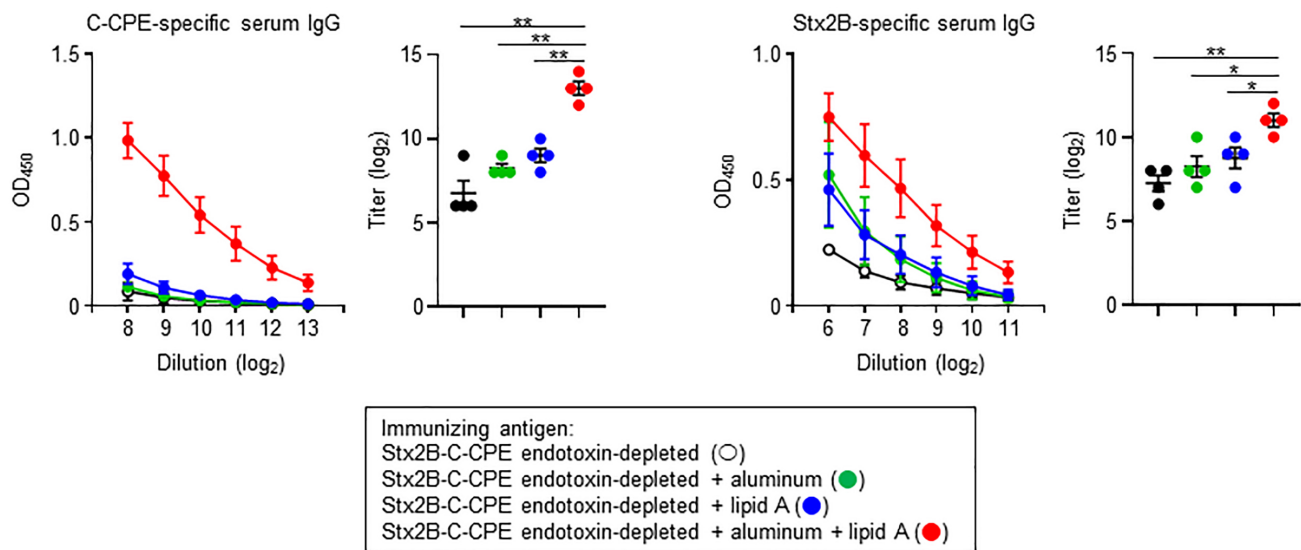 C-CPE-specific serum IgG
1.5
1.0
0.5
0
OD450
8 9 10 11 12 13
Dilution (log2)
15
10
5
0
Titer (log2)
**
**
**
Stx2B-specific serum IgG
1.0
0.5
0
OD450
6 7 8 9 10 11
Dilution (log2)
15
10
5
0
Titer (log2)
**
*
*
Immunizing antigen:
Stx2B-C-CPE endotoxin-depleted ( )
Stx2B-C-CPE endotoxin-depleted + aluminum ( )
Stx2B-C-CPE endotoxin-depleted + lipid A ( )
Stx2B-C-CPE endotoxin-depleted + aluminum + lipid A ( )